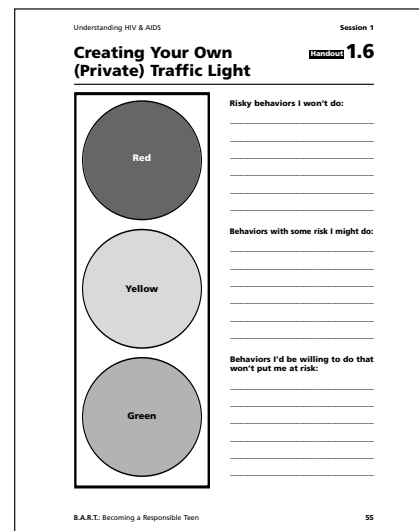 Understanding HIV & AIDS
Session 1
Creating Your Own
(Private) Traffic Light
Handout 1.6
Red
Risky behaviors I won't do:
Yellow
Behaviors with some risk I might do:
Green
Behaviors I'd be willing to do that
won't put me at risk:
B.A.R.T.: Becoming a Responsible Teen
55